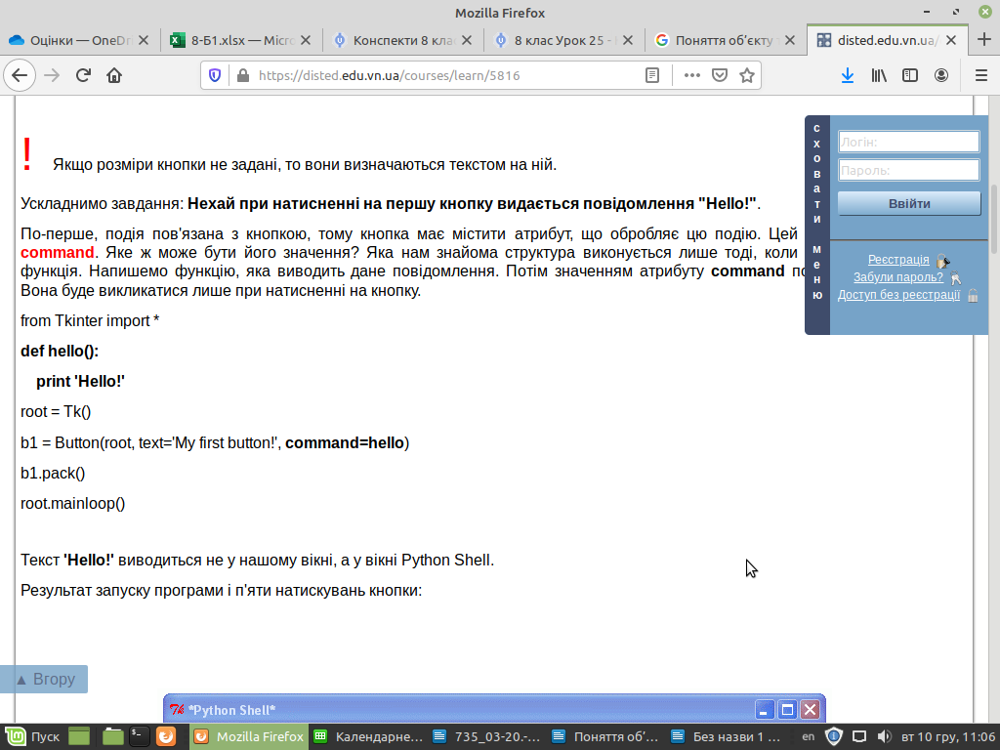 Mozilla Firefox
Оцінки — OneDr
8-Б1.xlsx — Micro
Конспекти 8 клас
8 клас Урок 25 -
Поняття об'єкту
disted.edu.vn.ua/
https://disted.edu.vn.ua/courses/learn/5816
! Якщо розміри кнопки не задані, то вони визначаються текстом на ній.
Ускладнимо завдання: Нехай при натисненні на першу кнопку видається повідомлення "Hello!".
По-перше, подія пов'язана з кнопкою, тому кнопка має містити атрибут, що обробляє цю подію. Цей
command. Яке ж може бути його значення? Яка нам знайома структура виконується лише тоді, коли
функція. Напишемо функцію, яка виводить дане повідомлення. Потім значенням атрибуту command по
Вона буде викликатися лише при натисненні на кнопку.
from Tkinter import *
def hello():
print 'Hello!'
root = Tk()
b1 = Button(root, text='My first button!', command=hello)
b1.pack()
root.mainloop()
Текст 'Hello!' виводиться не у нашому вікні, а у вікні Python Shell.
Результат запуску програми і п'яти натискувань кнопки:
сховати меню
Логін:
Пароль:
Ввійти
Реєстрація
Забули пароль?
Доступ без реєстрації
▲ Вгору
*Python Shell*
Пуск
Mozilla Firefox
Календарне...
735_03-20.-...
Поняття об'...
Без назви 1 ...
en
вт 10 гру, 11:06